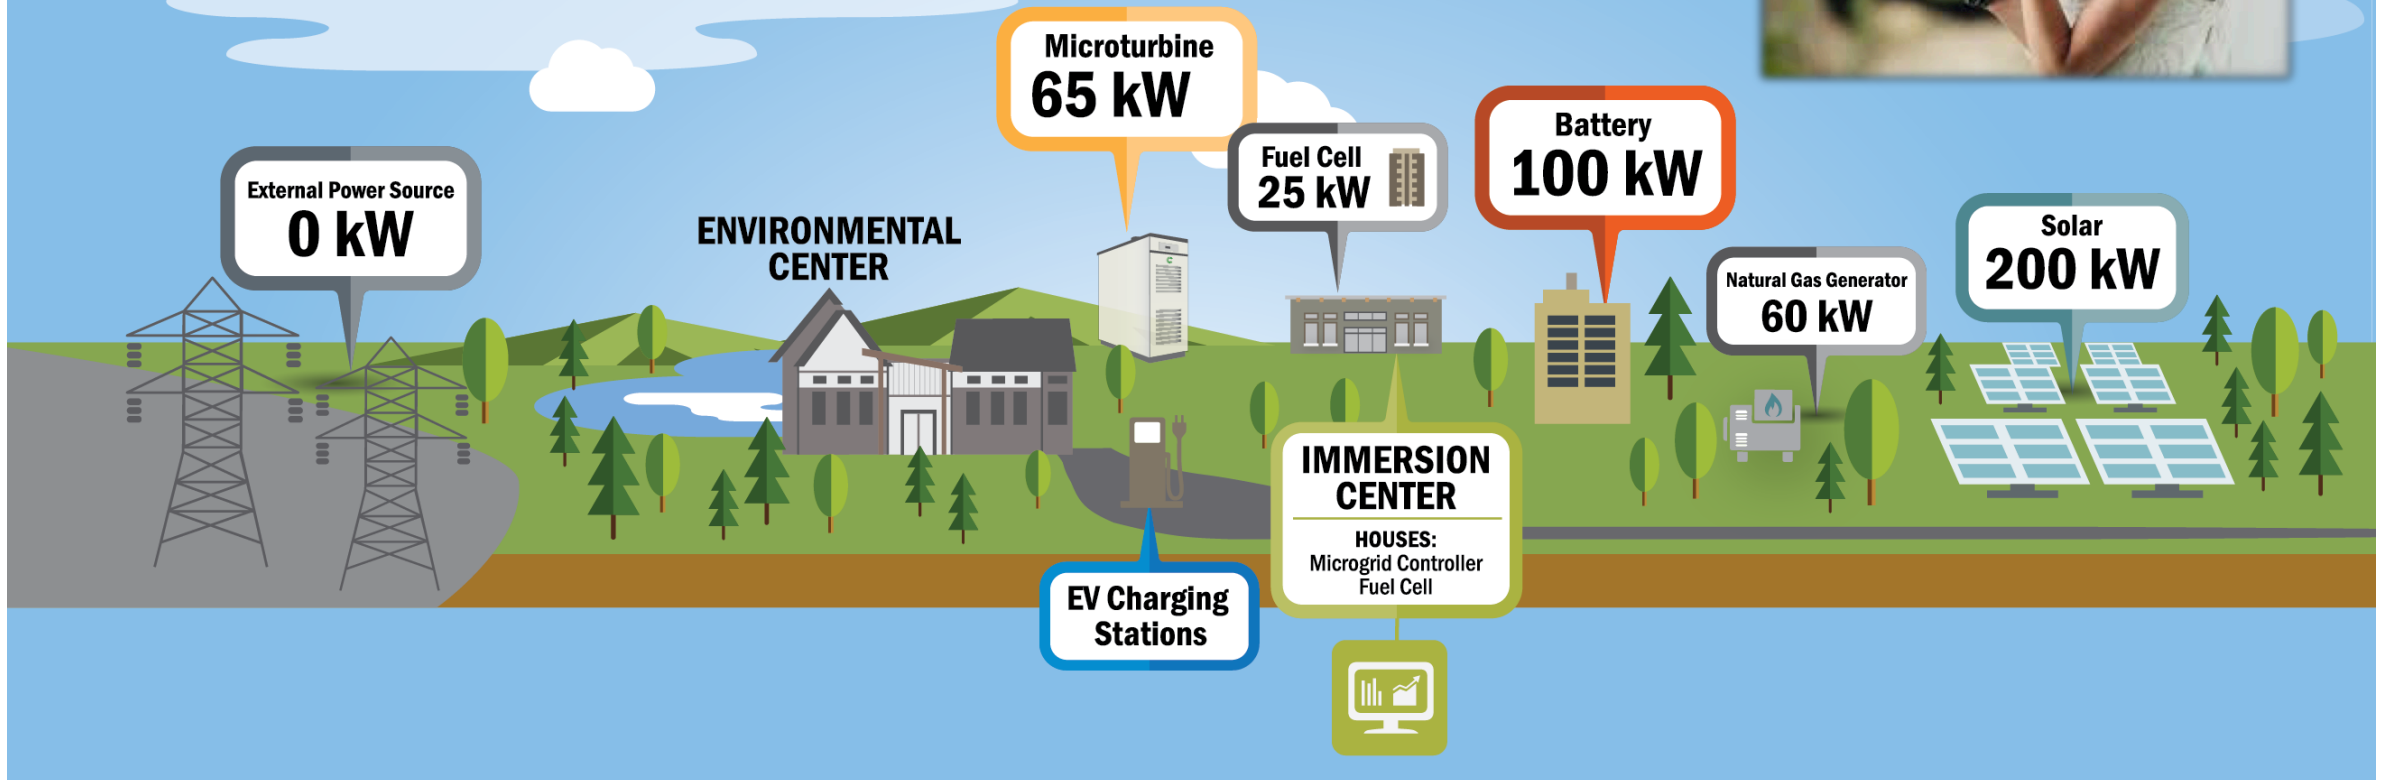 Microturbine
65 kW
Fuel Cell
25 kW
Battery
100 kW
External Power Source
0 kW
ENVIRONMENTAL
CENTER
Solar
200 kW
Natural Gas Generator
60 kW
IMMERSION
CENTER
HOUSES:
Microgrid Controller
Fuel Cell
EV Charging
Stations